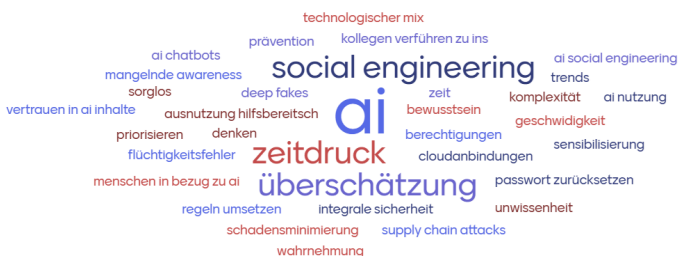 technologischer mix
prävention
kollegen verführen zu ins
ai chatbots
social engineering
ai social engineering
mangelnde awareness
trends
sorglos
deep fakes
ai
zeit
komplexität
ai nutzung
vertrauen in ai inhalte
ausnutzung hilfsbereitsch
bewusstsein
geschwidigkeit
priorisieren
denken
berechtigungen
sensibilisierung
flüchtigkeitsfehler
zeitdruck
cloudanbindungen
menschen in bezug zu ai
überschätzung
passwort zurücksetzen
regeln umsetzen
integrale sicherheit
unwissenheit
schadensminimierung
supply chain attacks
wahrnehmung